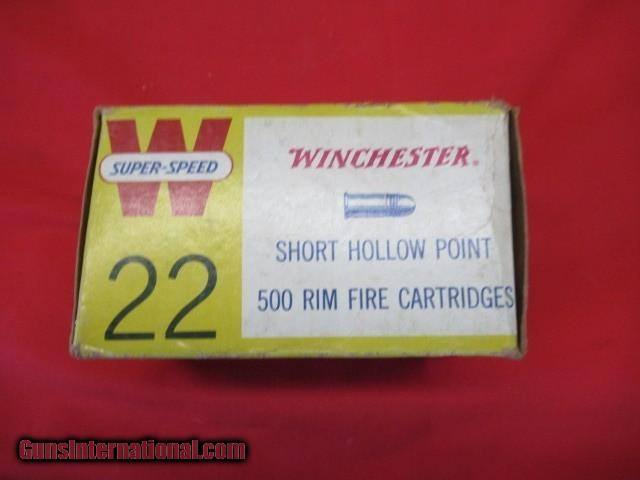 W
SUPER-SPEED
22
WINCHESTER.
SHORT HOLLOW POINT
500 RIM FIRE CARTRIDGES
GunsInternational.com